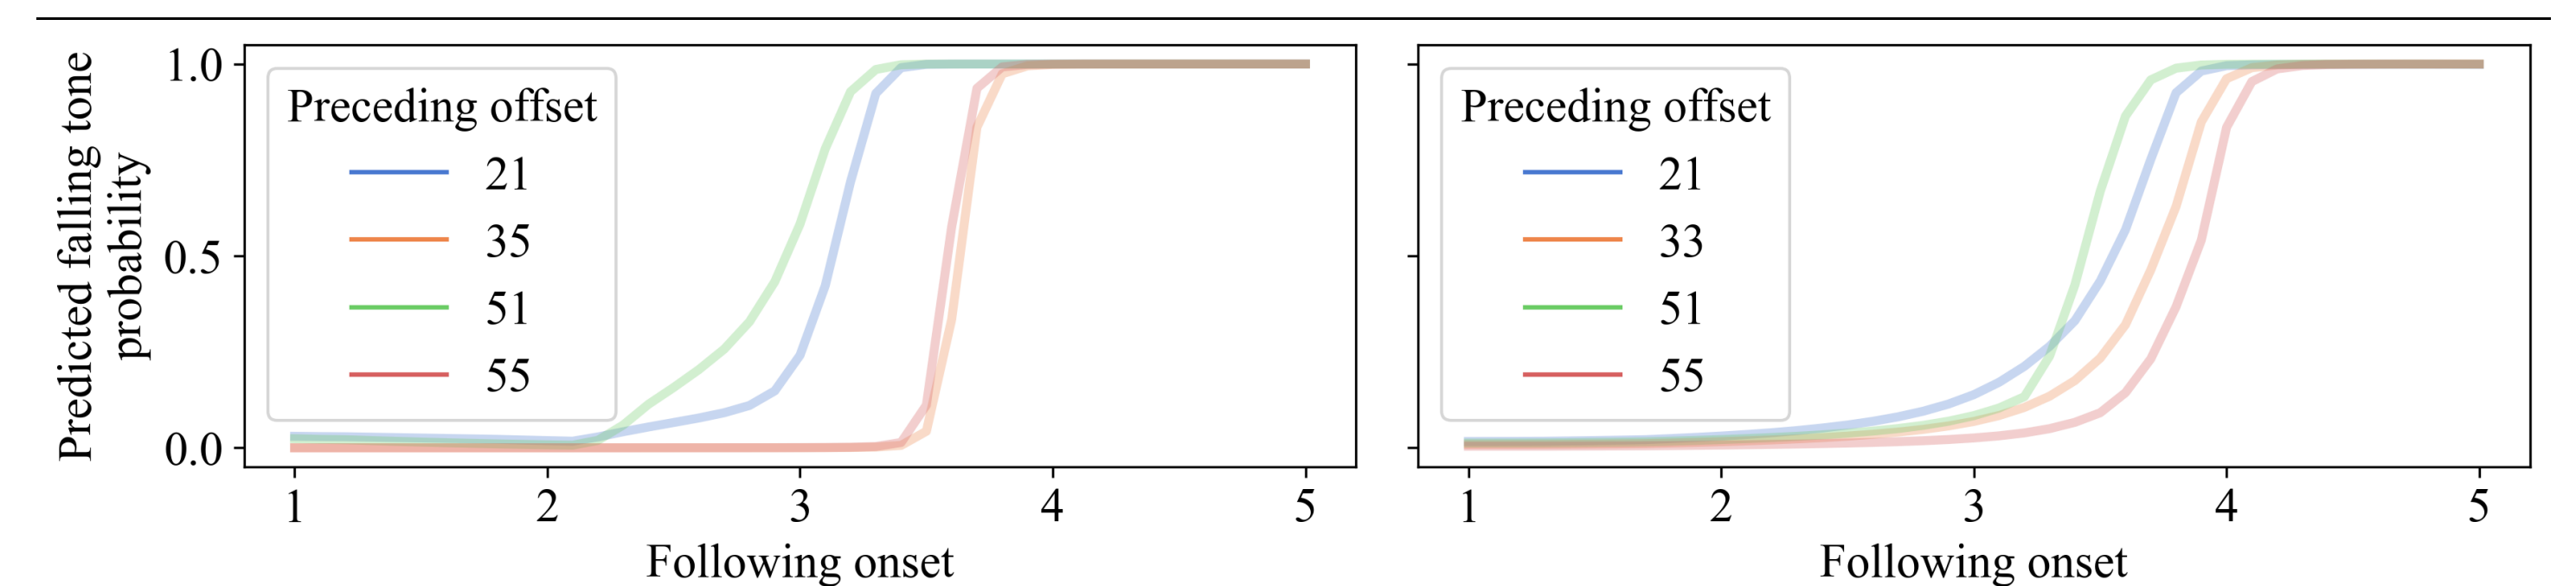 Predicted falling tone
probability
1.0
0.5
0.0
Preceding offset
21
35
51
55
1 2 3 4 5
Following onset
Preceding offset
21
33
51
55
1 2 3 4 5
Following onset